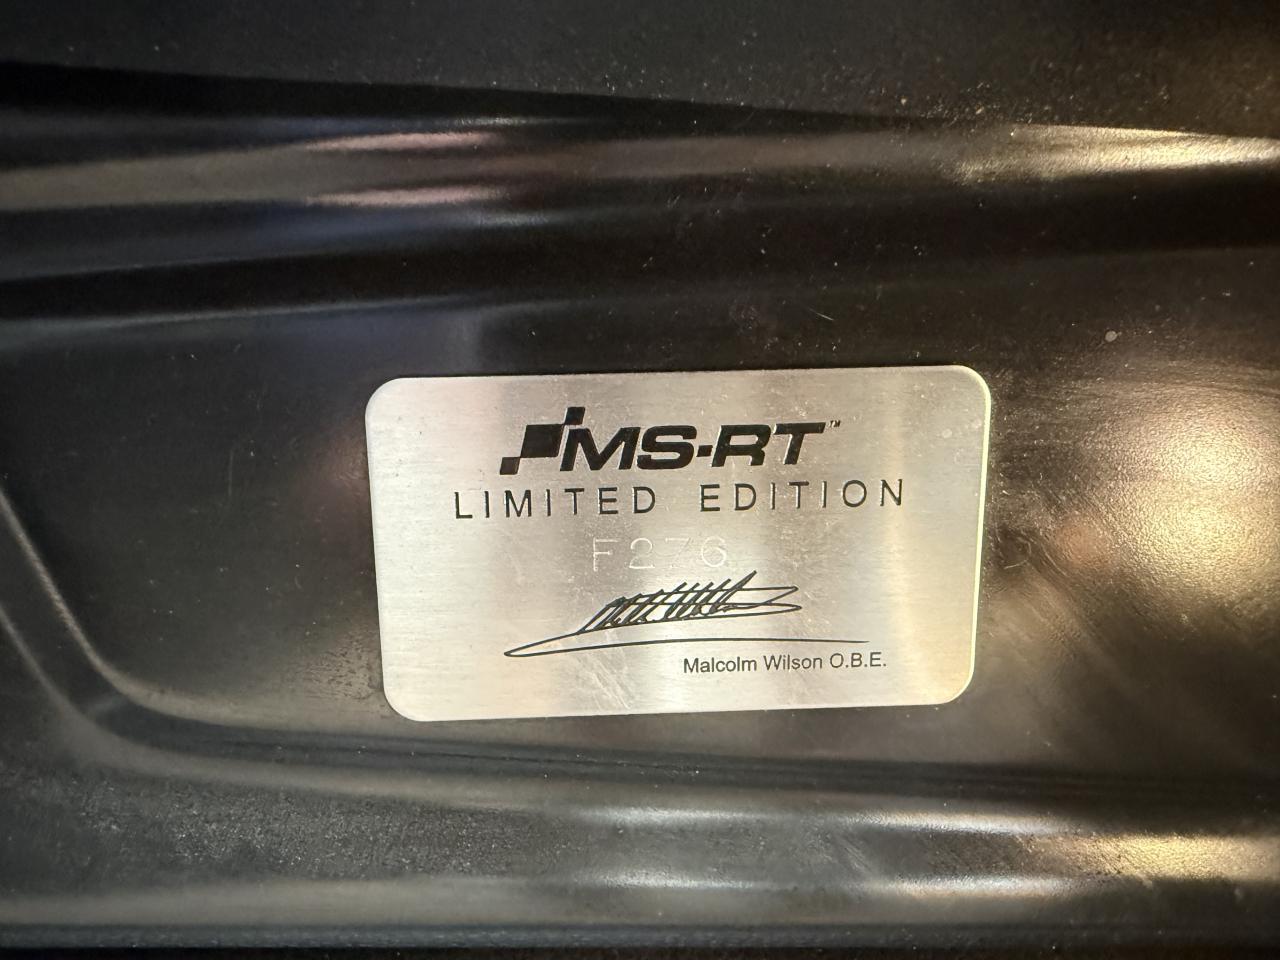 MS-RT™
LIMITED EDITION
F276
Malcolm Wilson O.B.E.